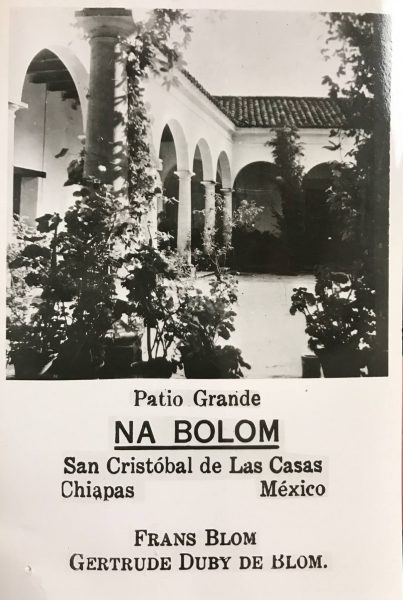 Patio Grande
NA BOLOM
San Cristóbal de Las Casas
Chiapas México
FRANS BLOM
GERTRUDE DUBY DE BLOM.